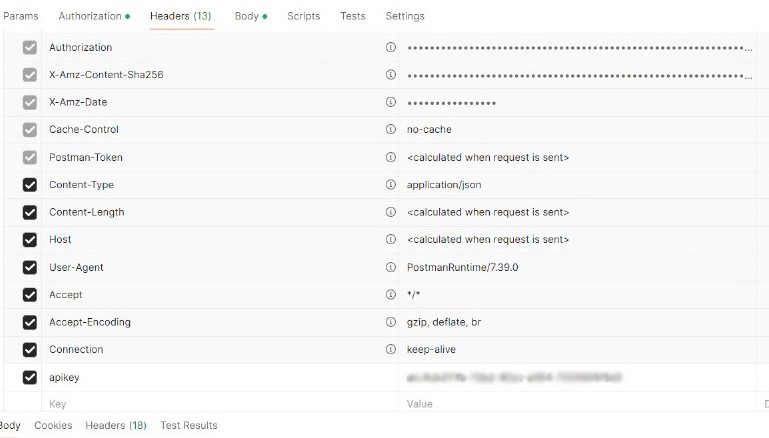 Params Authorization Headers (13) Body Scripts Tests Settings
Authorization ••••••••••••••••••••••••••••••••••••••••••••••••••••••••••••••...
X-Amz-Content-Sha256 ••••••••••••••••••••••••••••••••••••••••••••••••••••••••••••••...
X-Amz-Date ••••••••••••••••
Cache-Control no-cache
Postman-Token <calculated when request is sent>
Content-Type application/json
Content-Length <calculated when request is sent>
Host <calculated when request is sent>
User-Agent PostmanRuntime/7.39.0
Accept */*
Accept-Encoding gzip, deflate, br
Connection keep-alive
apikey
Key Value D
Body Cookies Headers (18) Test Results